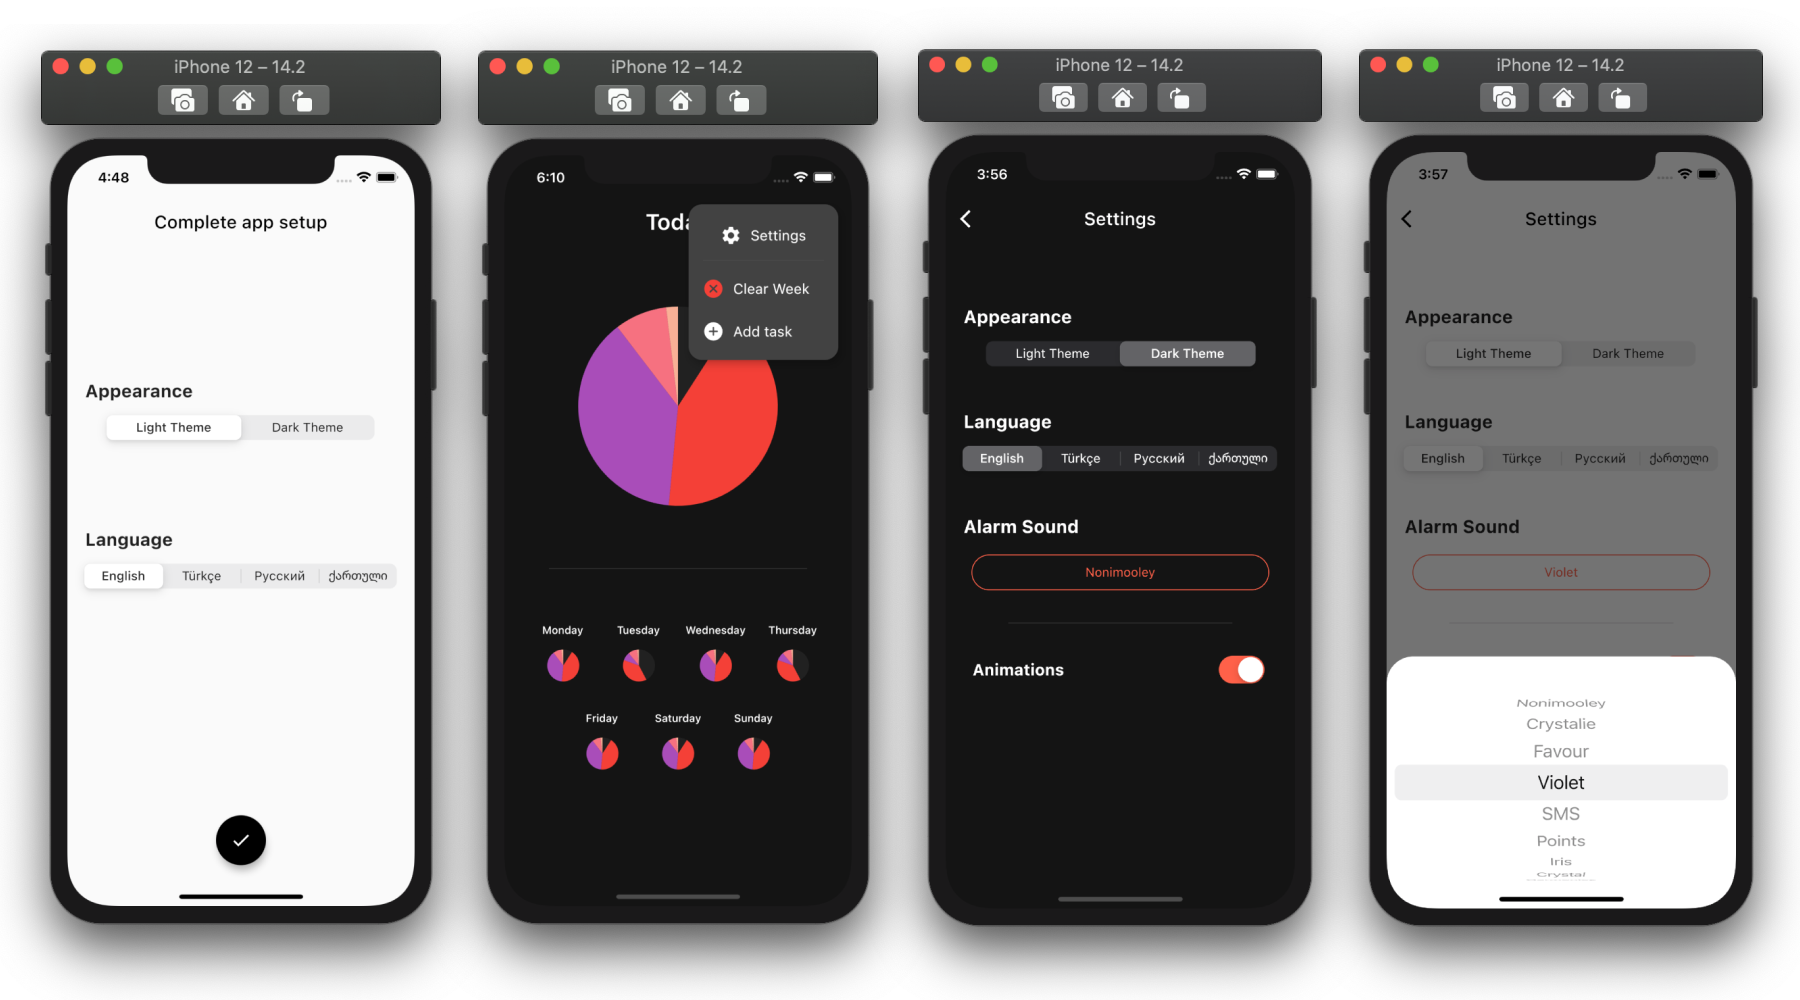 iPhone 12 – 14.2
4:48
Complete app setup
Appearance
Light Theme Dark Theme
Language
English Türkçe Русский ქართული
iPhone 12 – 14.2
6:10
Settings
Clear Week
Add task
Monday Tuesday Wednesday Thursday
Friday Saturday Sunday
iPhone 12 – 14.2
3:56
Settings
Appearance
Light Theme Dark Theme
Language
English Türkçe Русский ქართული
Alarm Sound
Nonimooley
Animations
iPhone 12 – 14.2
3:57
Settings
Appearance
Light Theme Dark Theme
Language
English Türkçe Русский ქართული
Alarm Sound
Violet
Nonimooley
Crystalie
Favour
Violet
SMS
Points
Iris
Crystal